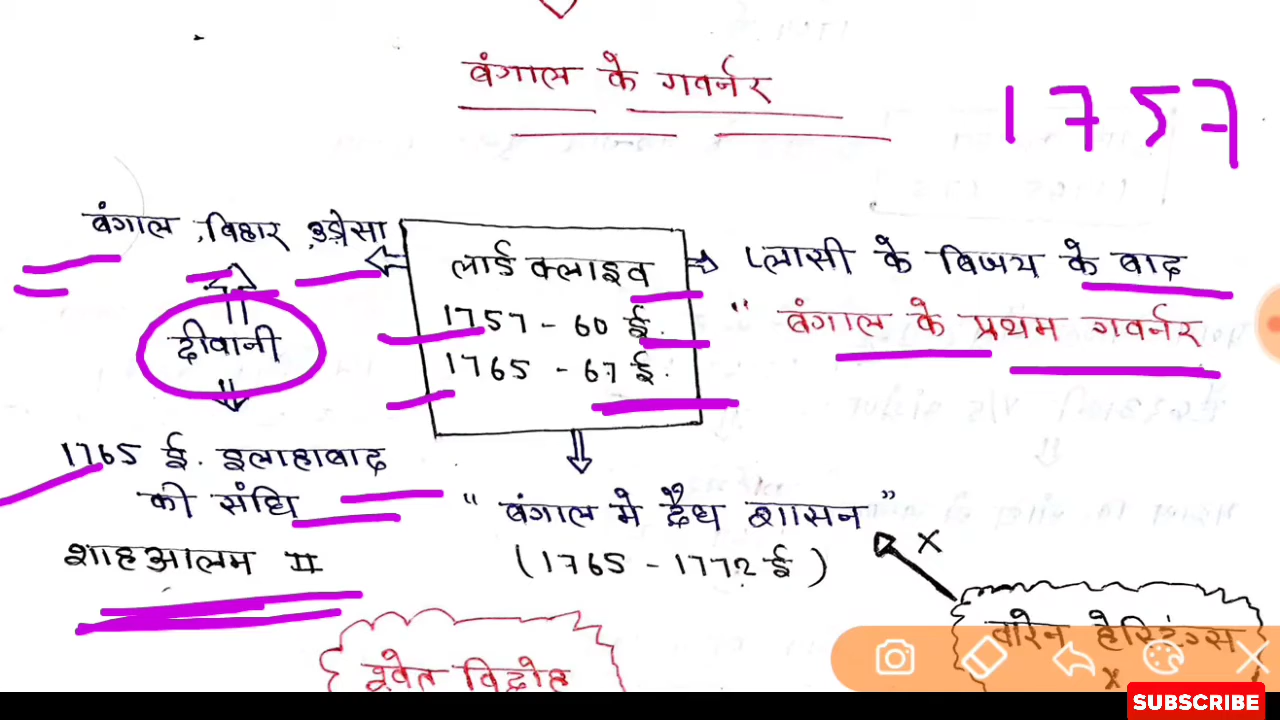 बंगाल के गवर्नर
1757
बंगाल, बिहार, उड़ीसा
दीवानी
1765 ई. इलाहाबाद
की संधि
शाहआलम II
लार्ड क्लाइव
1757 - 60 ई.
1765 - 67 ई.
प्लासी के विजय के बाद
" बंगाल के प्रथम गवर्नर
" बंगाल मे द्वैध शासन "
(1765 - 1772 ई)
x
वारेन हेस्टिंग्स
x
श्वेत विद्रोह
SUBSCRIBE